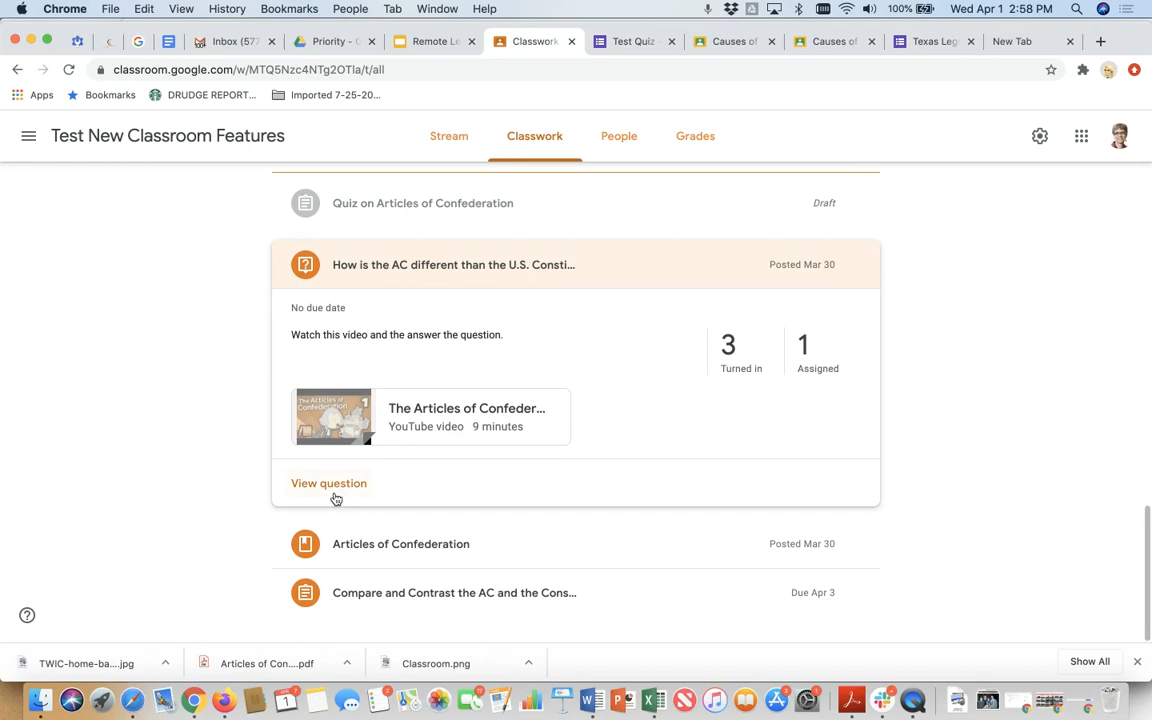 Chrome File Edit View History Bookmarks People Tab Window Help 100% Wed Apr 1 2:58 PM
Inbox (577 Priority - Remote Le Classwork Test Quiz - Causes of Causes of Texas Leg New Tab
classroom.google.com/w/MTQ5Nzc4NTg2OTla/t/all
Apps Bookmarks DRUDGE REPORT... Imported 7-25-20...
Test New Classroom Features Stream Classwork People Grades
Quiz on Articles of Confederation Draft
How is the AC different than the U.S. Consti... Posted Mar 30
No due date
Watch this video and the answer the question.
3 1
Turned in Assigned
The Articles of Confeder...
YouTube video 9 minutes
View question
Articles of Confederation Posted Mar 30
Compare and Contrast the AC and the Cons... Due Apr 3
TWIC-home-ba....jpg Articles of Con....pdf Classroom.png Show All